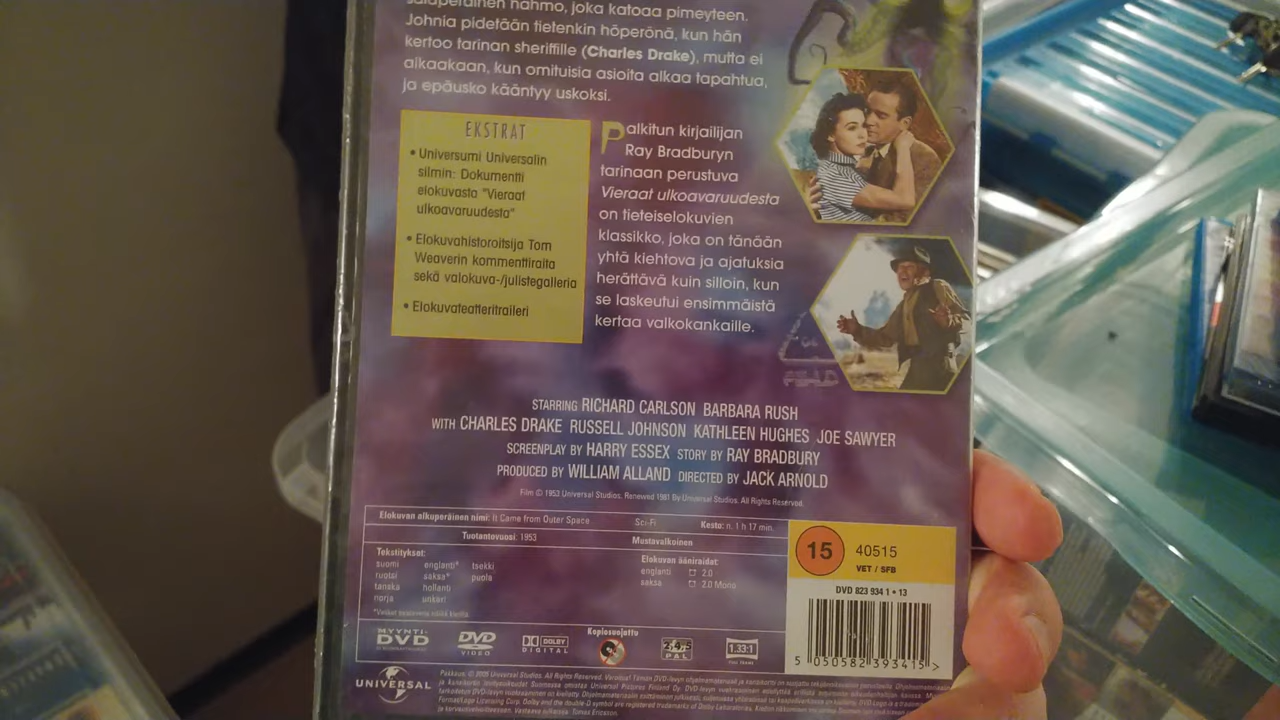 salaperäinen hahmo, joka katoaa pimeyteen.
Johnia pidetään tietenkin höperönä, kun hän
kertoo tarinan sheriffille (Charles Drake), mutta ei
aikaakaan, kun omituisia asioita alkaa tapahtua,
ja epäusko kääntyy uskoksi.
EKSTRAT
• Universumi Universalin
silmin: Dokumentti
elokuvasta "Vieraat
ulkoavaruudesta"
• Elokuvahistoroitsija Tom
Weaverin kommenttiraita
sekä valokuva-/julistegalleria
• Elokuvateatteritraileri
Palkitun kirjailijan
Ray Bradburyn
tarinaan perustuva
Vieraat ulkoavaruudesta
on tieteiselokuvien
klassikko, joka on tänään
yhtä kiehtova ja ajatuksia
herättävä kuin silloin, kun
se laskeutui ensimmäistä
kertaa valkokankaille.
STARRING RICHARD CARLSON BARBARA RUSH
WITH CHARLES DRAKE RUSSELL JOHNSON KATHLEEN HUGHES JOE SAWYER
SCREENPLAY BY HARRY ESSEX STORY BY RAY BRADBURY
PRODUCED BY WILLIAM ALLAND DIRECTED BY JACK ARNOLD
Film © 1953 Universal Studios. Renewed 1981 By Universal Studios. All Rights Reserved.
Elokuvan alkuperäinen nimi: It Came from Outer Space Sci-Fi Kesto: n. 1 h 17 min.
Tuotantovuosi: 1953 Mustavalkoinen
Tekstitykset:
suomi englanti* tsekki
ruotsi saksa* puola
tanska hollanti
norja unkari
Elokuvan ääniraidat:
englanti 2.0
saksa 2.0 Mono
15 40515
VET / SFB
DVD 823 934 1 • 13
5 050582 393415 >
MYYNTI-
DVD
DVD
VIDEO
DOLBY
DIGITAL
Kopiosuojattu
PAL
1.33:1
UNIVERSAL